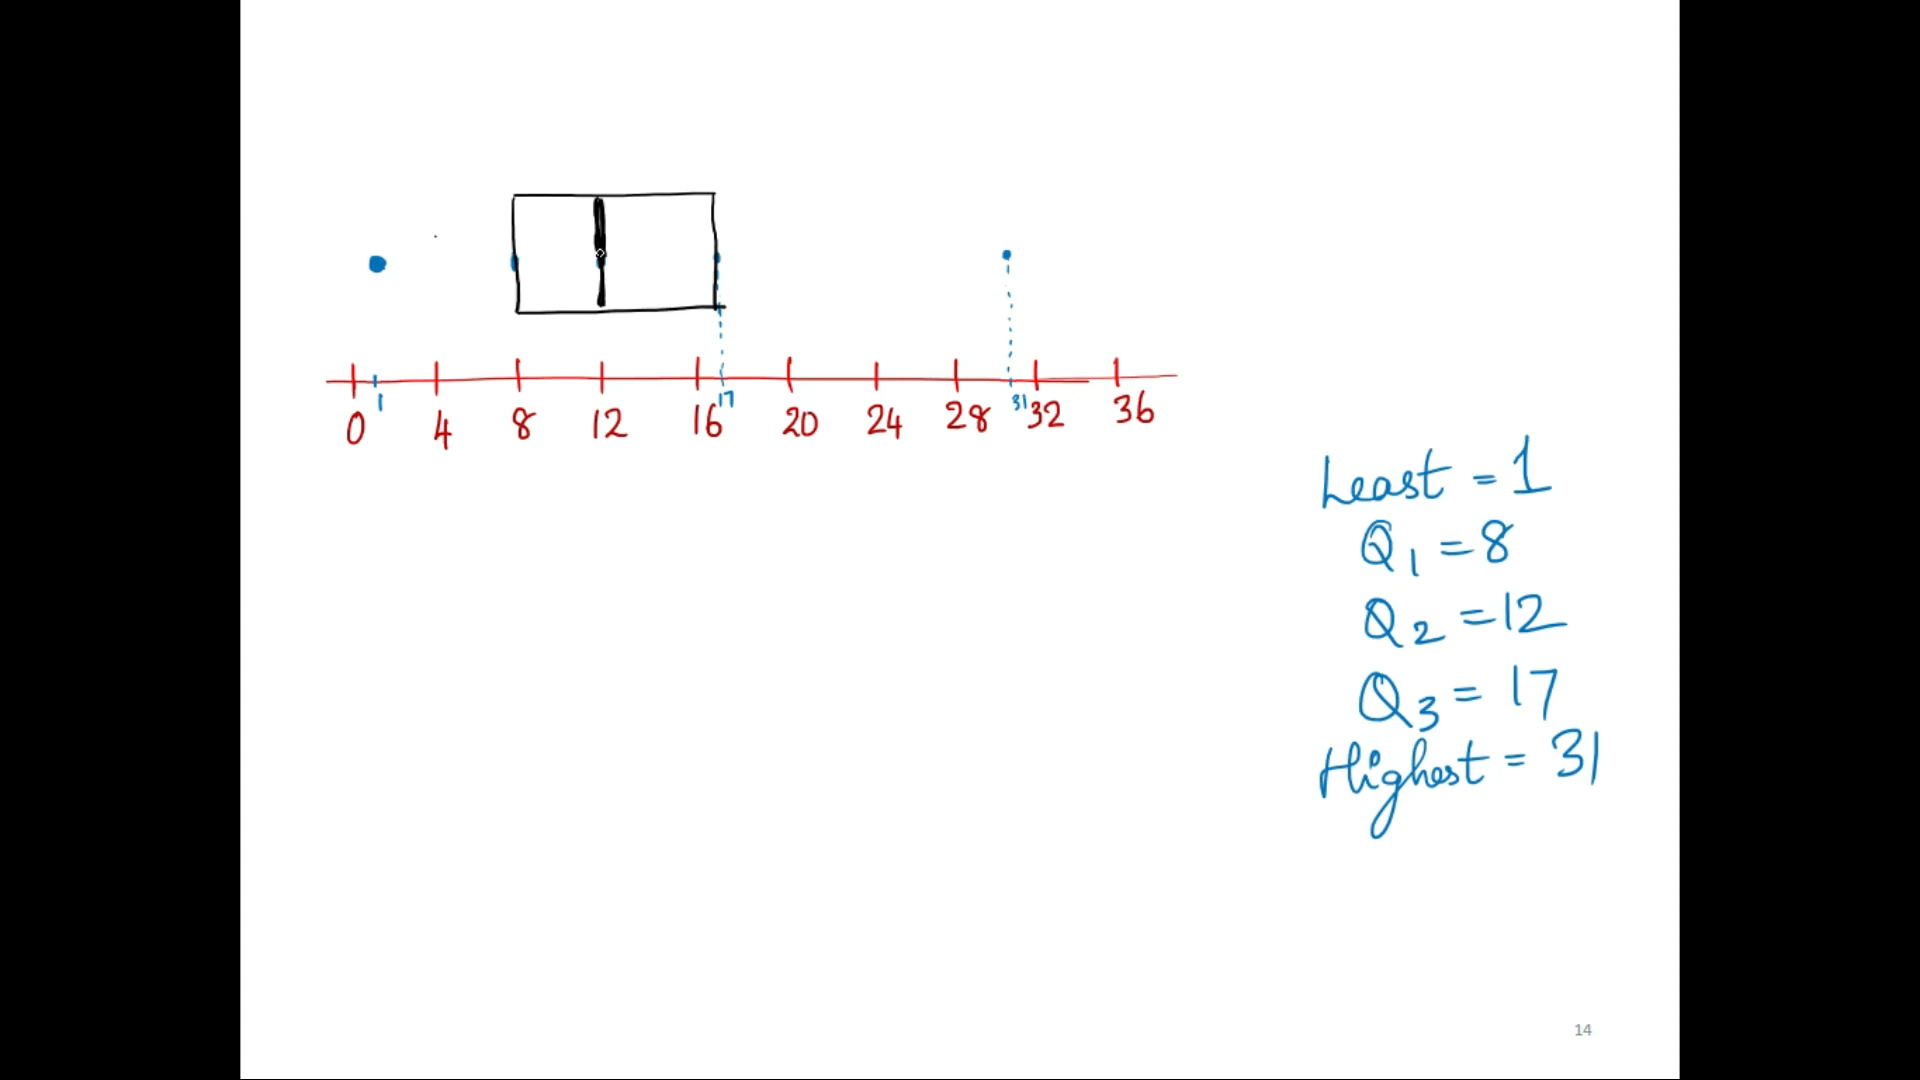 1 17 31
0 4 8 12 16 20 24 28 32 36
Least = 1
Q1 = 8
Q2 = 12
Q3 = 17
Highest = 31
14